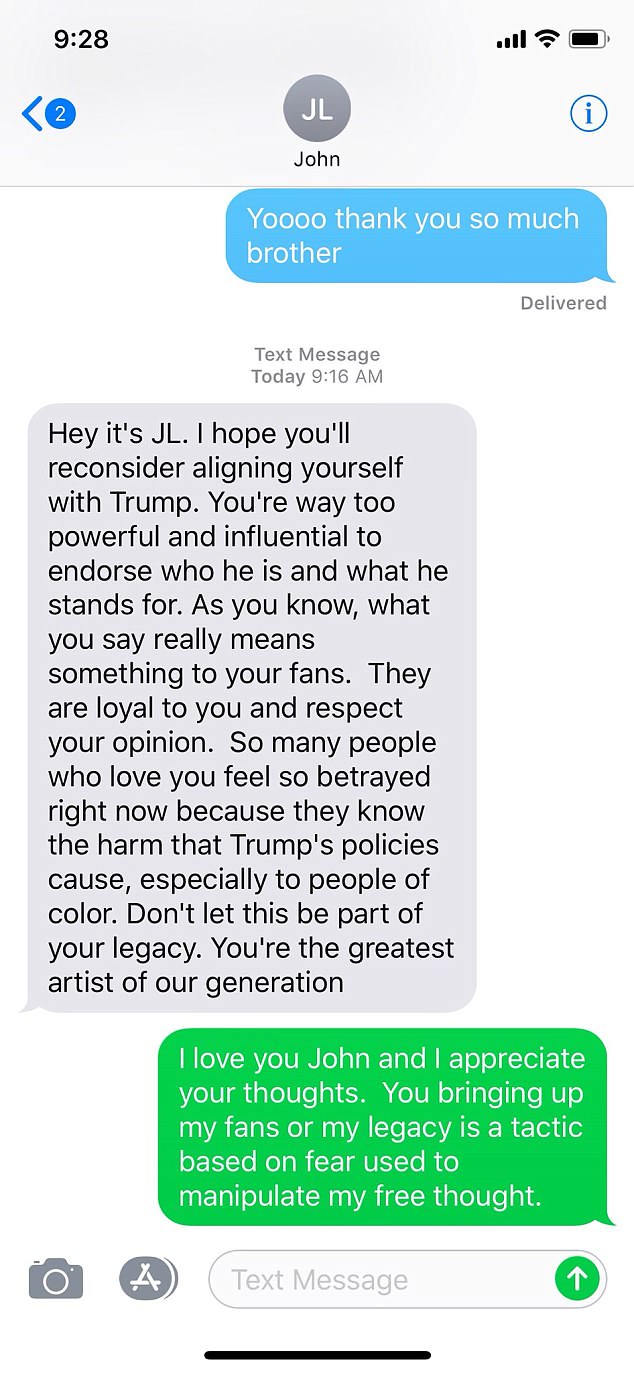 9:28
2
JL
John
Yoooo thank you so much
brother
Delivered
Text Message
Today 9:16 AM
Hey it's JL. I hope you'll
reconsider aligning yourself
with Trump. You're way too
powerful and influential to
endorse who he is and what he
stands for. As you know, what
you say really means
something to your fans.  They
are loyal to you and respect
your opinion.  So many people
who love you feel so betrayed
right now because they know
the harm that Trump's policies
cause, especially to people of
color. Don't let this be part of
your legacy. You're the greatest
artist of our generation
I love you John and I appreciate
your thoughts.  You bringing up
my fans or my legacy is a tactic
based on fear used to
manipulate my free thought.
Text Message